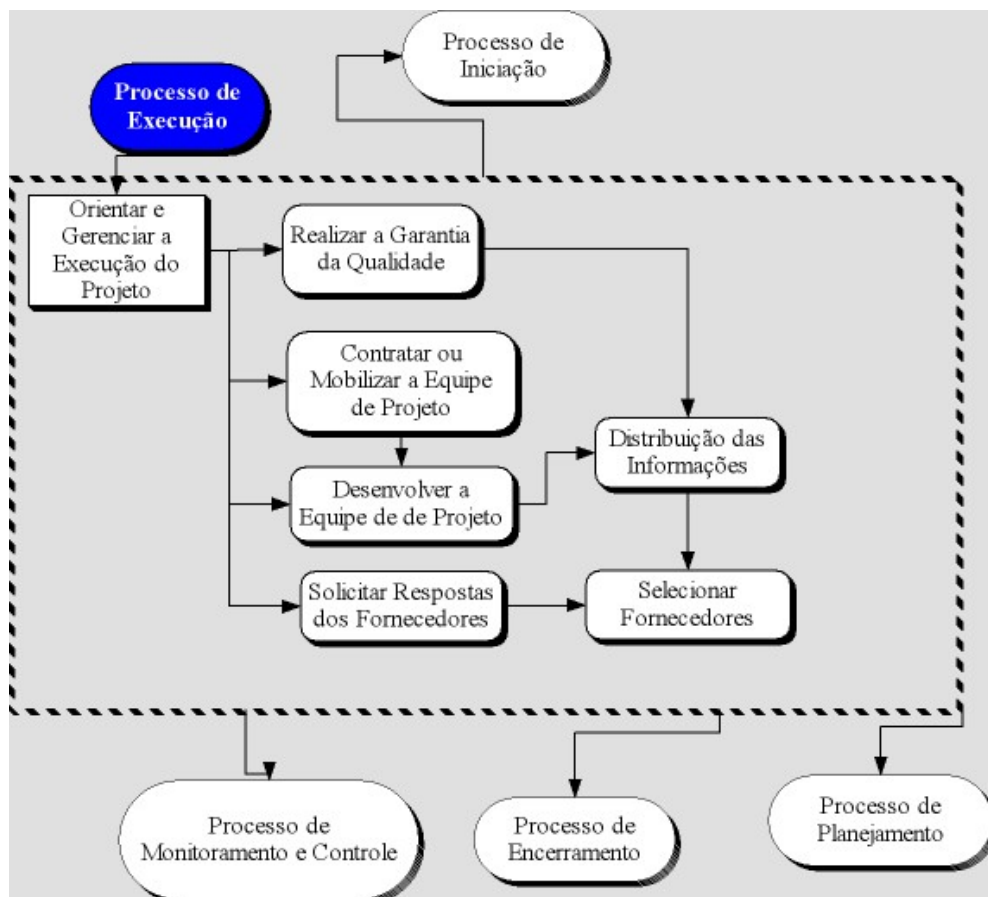 Processo de
Iniciação
Processo de
Execução
Orientar e
Gerenciar a
Execução do
Projeto
Realizar a Garantia
da Qualidade
Contratar ou
Mobilizar a Equipe
de Projeto
Distribuição das
Informações
Desenvolver a
Equipe de de Projeto
Solicitar Respostas
dos Fornecedores
Selecionar
Fornecedores
Processo de
Monitoramento e Controle
Processo de
Encerramento
Processo de
Planejamento